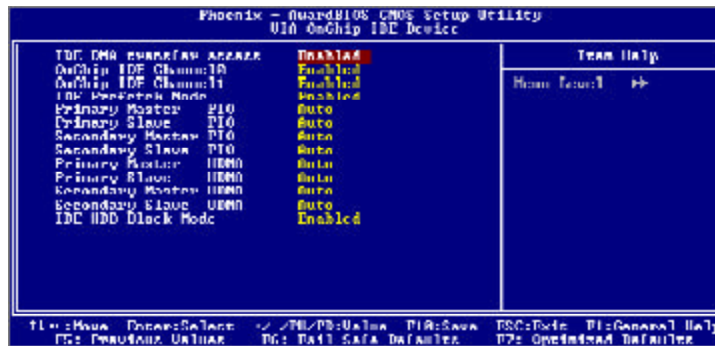 Phoenix - AwardBIOS CMOS Setup Utility
VIA OnChip IDE Device
IDE DMA transfer access Enabled
OnChip IDE Channel0 Enabled
OnChip IDE Channel1 Enabled
IDE Prefetch Mode Enabled
Primary Master PIO Auto
Primary Slave PIO Auto
Secondary Master PIO Auto
Secondary Slave PIO Auto
Primary Master UDMA Auto
Primary Slave UDMA Auto
Secondary Master UDMA Auto
Secondary Slave UDMA Auto
IDE HDD Block Mode Enabled
Item Help
Menu Level ▶▶
↑↓←→:Move Enter:Select +/-/PU/PD:Value F10:Save ESC:Exit F1:General Help
F5: Previous Values F6: Fail-Safe Defaults F7: Optimized Defaults